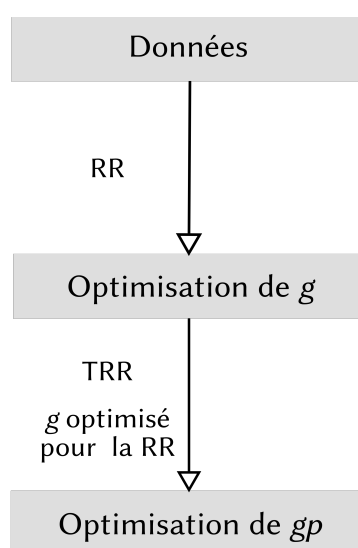 Données
RR
Optimisation de g
TRR
g optimisé
pour la RR
Optimisation de gp